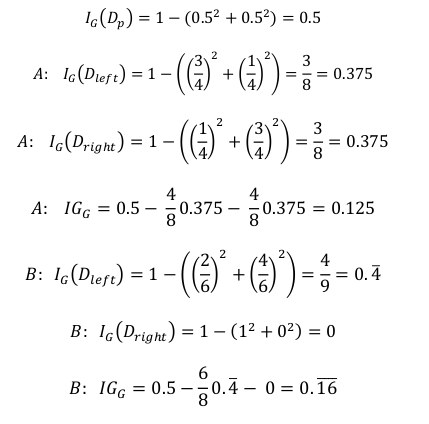 I_G(D_p) = 1 − (0.5² + 0.5²) = 0.5
A: I_G(D_left) = 1 − ((3/4)² + (1/4)²) = 3/8 = 0.375
A: I_G(D_right) = 1 − ((1/4)² + (3/4)²) = 3/8 = 0.375
A: IG_G = 0.5 − 4/8 0.375 − 4/8 0.375 = 0.125
B: I_G(D_left) = 1 − ((2/6)² + (4/6)²) = 4/9 = 0.4̅
B: I_G(D_right) = 1 − (1² + 0²) = 0
B: IG_G = 0.5 − 6/8 0.4̅ − 0 = 0.1̅6̅